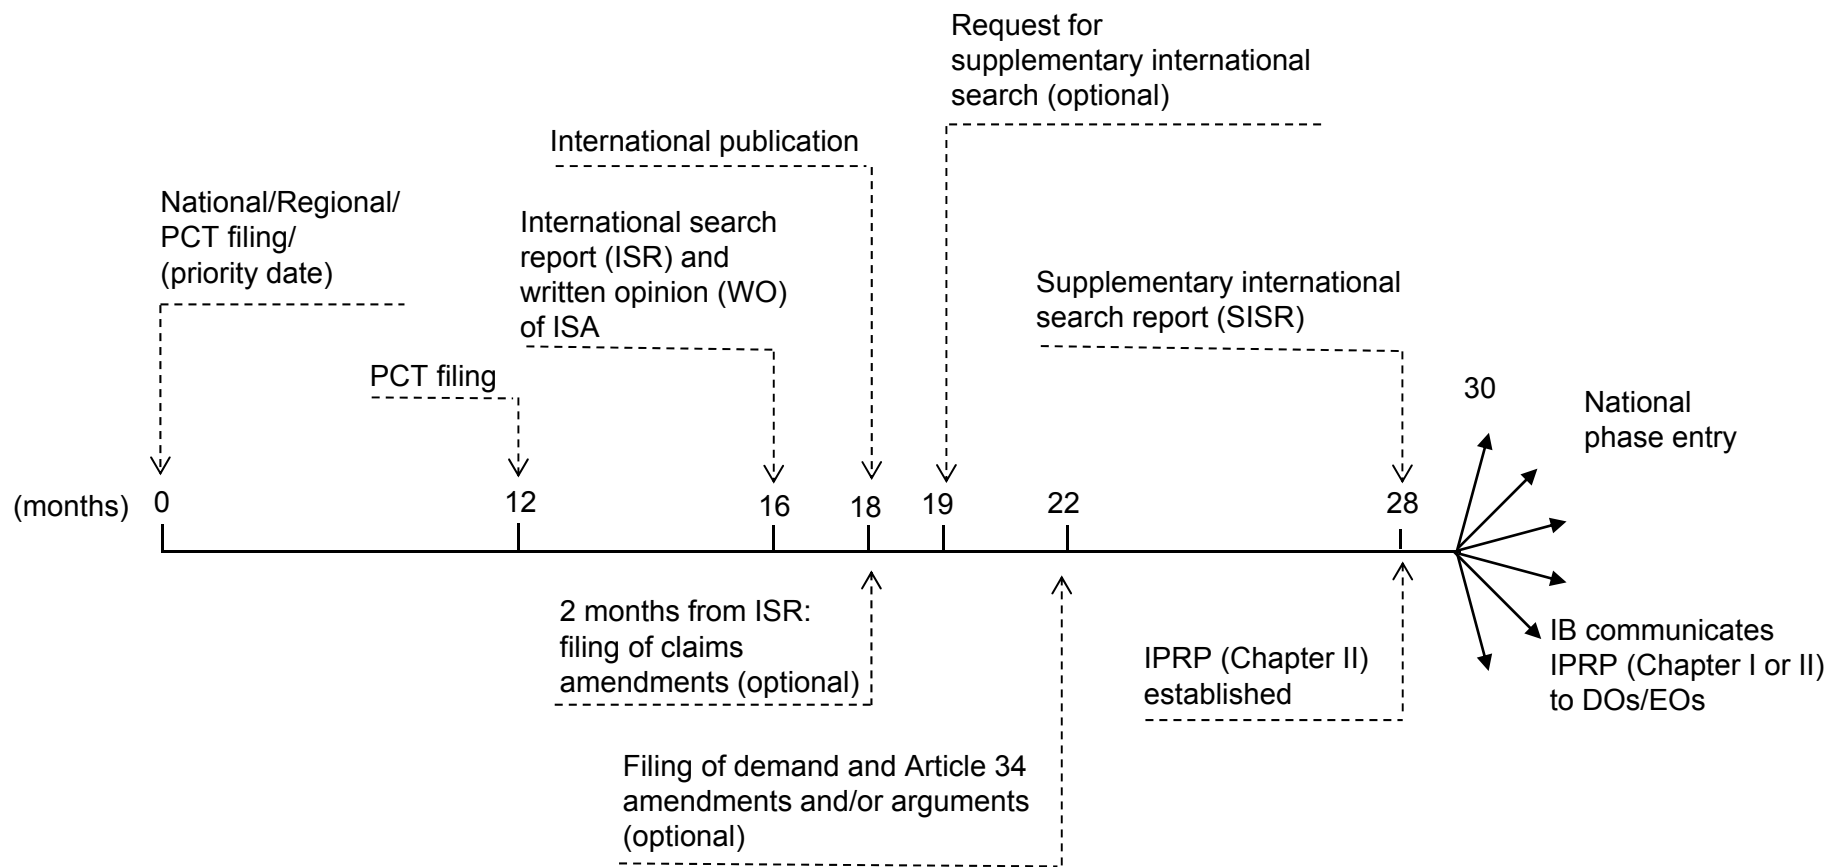 Request for
supplementary international
search (optional)
International publication
National/Regional/
PCT filing/
(priority date)
International search
report (ISR) and
written opinion (WO)
of ISA
Supplementary international
search report (SISR)
PCT filing
30
National
phase entry
(months) 0 12 16 18 19 22 28
2 months from ISR:
filing of claims
amendments (optional)
IPRP (Chapter II)
established
IB communicates
IPRP (Chapter I or II)
to DOs/EOs
Filing of demand and Article 34
amendments and/or arguments
(optional)